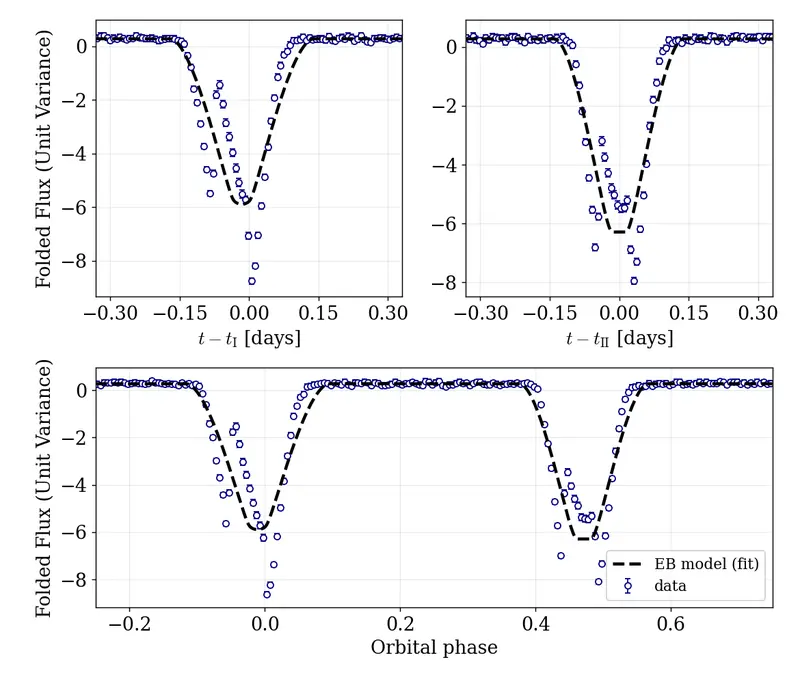 Folded Flux (Unit Variance)
0
−2
−4
−6
−8
−0.30 −0.15 0.00 0.15 0.30
t − tI [days]
0
−2
−4
−6
−8
−0.30 −0.15 0.00 0.15 0.30
t − tII [days]
Folded Flux (Unit Variance)
0
−2
−4
−6
−8
EB model (fit)
data
−0.2 0.0 0.2 0.4 0.6
Orbital phase